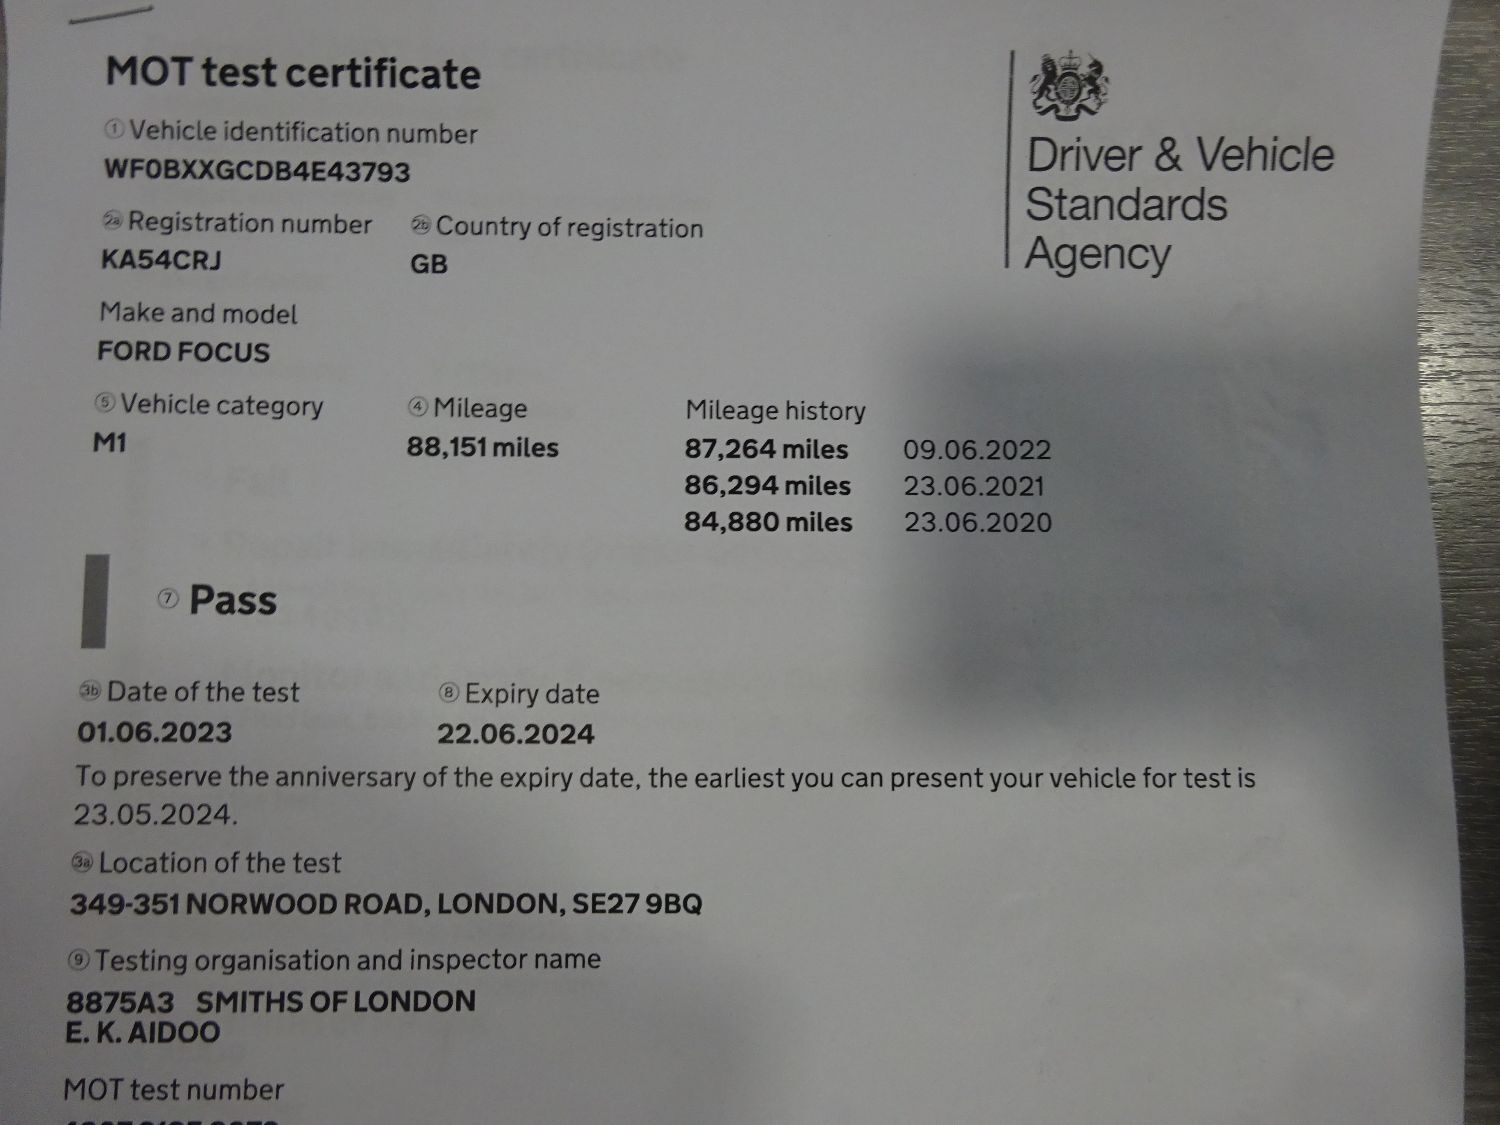 MOT test certificate
① Vehicle identification number
WF0BXXGCDB4E43793
2a Registration number 2b Country of registration
KA54CRJ GB
Make and model
FORD FOCUS
⑤ Vehicle category ④ Mileage Mileage history
M1 88,151 miles 87,264 miles 09.06.2022
86,294 miles 23.06.2021
84,880 miles 23.06.2020
⑦ Pass
3b Date of the test ⑧ Expiry date
01.06.2023 22.06.2024
To preserve the anniversary of the expiry date, the earliest you can present your vehicle for test is
23.05.2024.
3a Location of the test
349-351 NORWOOD ROAD, LONDON, SE27 9BQ
⑨ Testing organisation and inspector name
8875A3 SMITHS OF LONDON
E. K. AIDOO
MOT test number
Driver & Vehicle
Standards
Agency